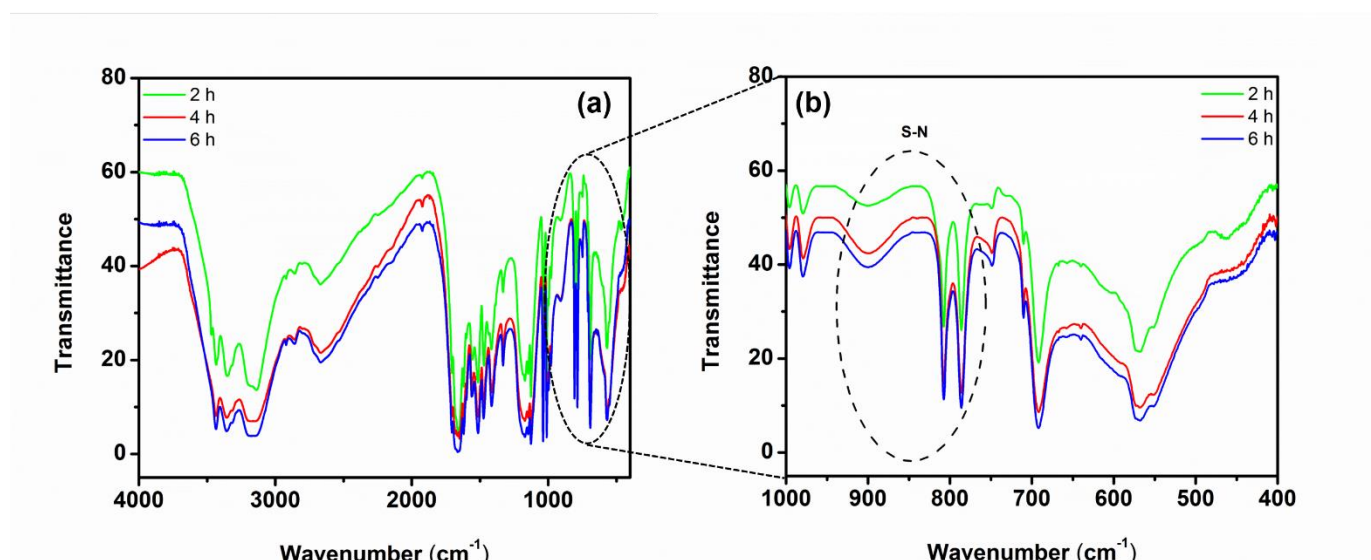 80
60
40
20
0
Transmittance
2 h
4 h
6 h
(a)
4000 3000 2000 1000
Wavenumber (cm⁻¹)
80
60
40
20
0
Transmittance
(b)
S-N
2 h
4 h
6 h
1000 900 800 700 600 500 400
Wavenumber (cm⁻¹)